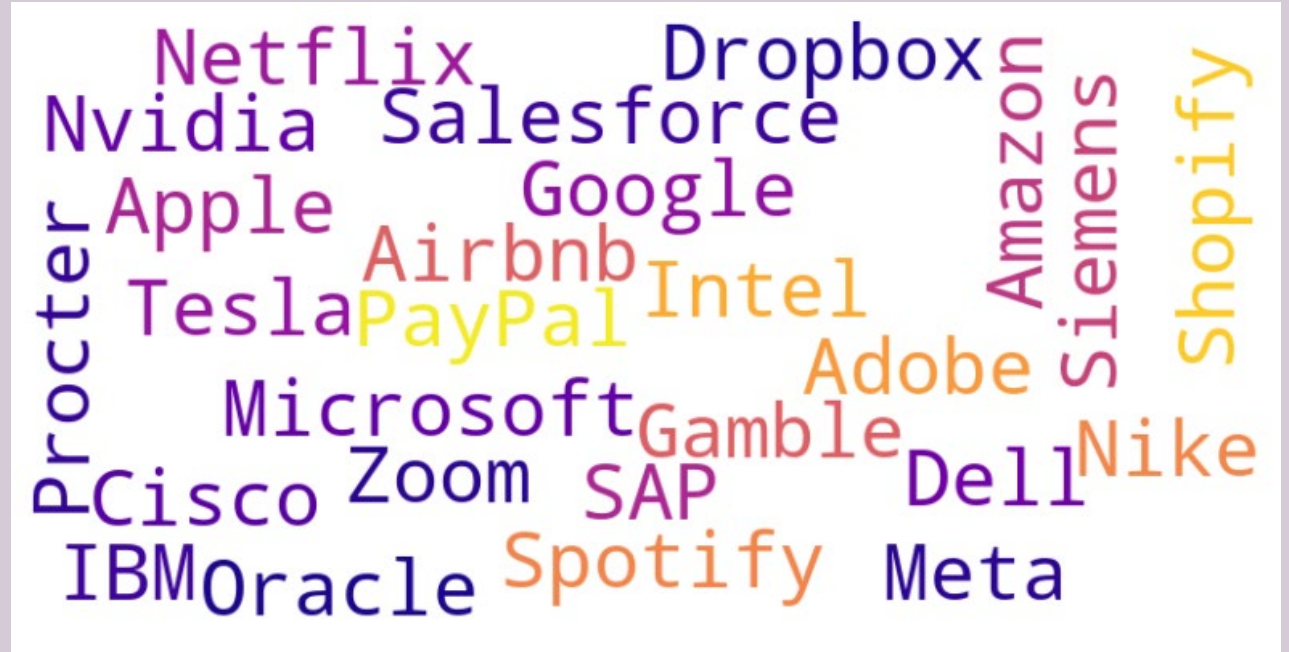 Netflix
Dropbox
Nvidia
Salesforce
Amazon
Siemens
Shopify
Apple
Google
Procter
Airbnb
Tesla
PayPal
Intel
Adobe
Microsoft
Gamble
Nike
Cisco
Zoom
SAP
Dell
IBM
Oracle
Spotify
Meta